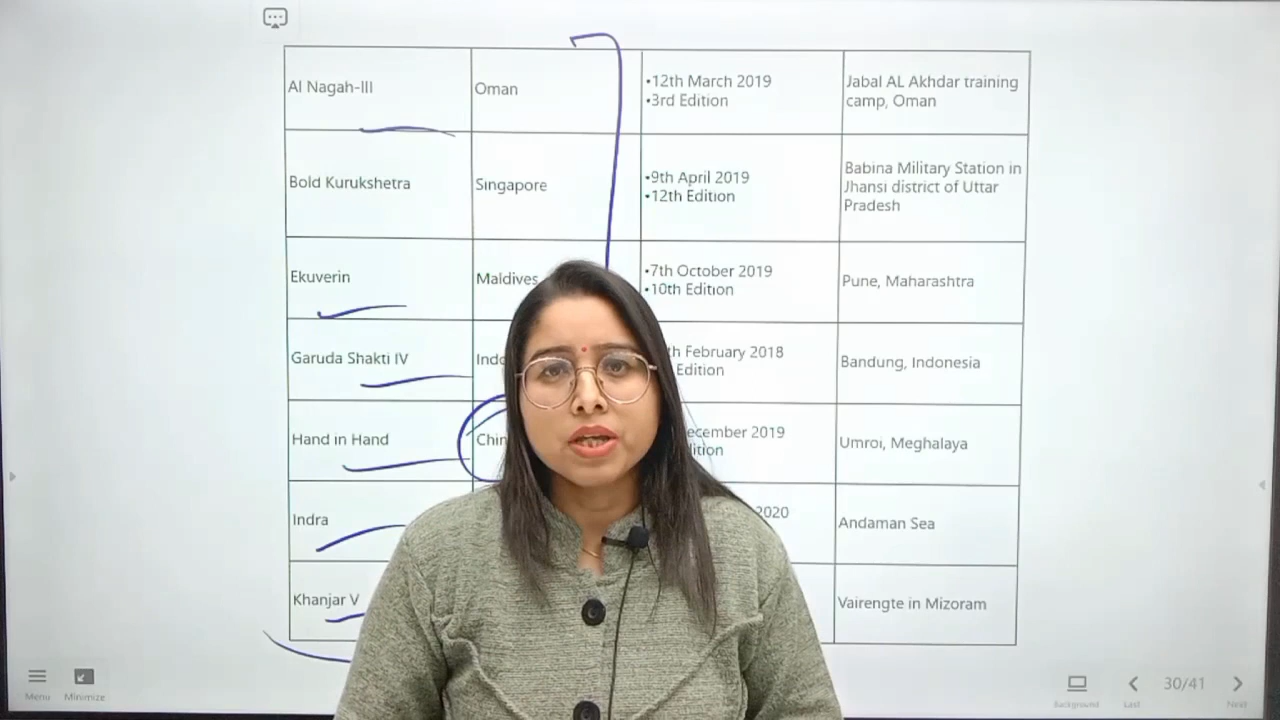 Al Nagah-III
Oman
•12th March 2019
•3rd Edition
Jabal AL Akhdar training
camp, Oman
Bold Kurukshetra
Singapore
•9th April 2019
•12th Edition
Babina Military Station in
Jhansi district of Uttar
Pradesh
Ekuverin
Maldives
•7th October 2019
•10th Edition
Pune, Maharashtra
Garuda Shakti IV
February 2018
Edition
Bandung, Indonesia
Hand in Hand
2019
Umroi, Meghalaya
Indra
2020
Andaman Sea
Khanjar V
Vairengte in Mizoram
Menu
Minimize
Background
Last
30/41
Next